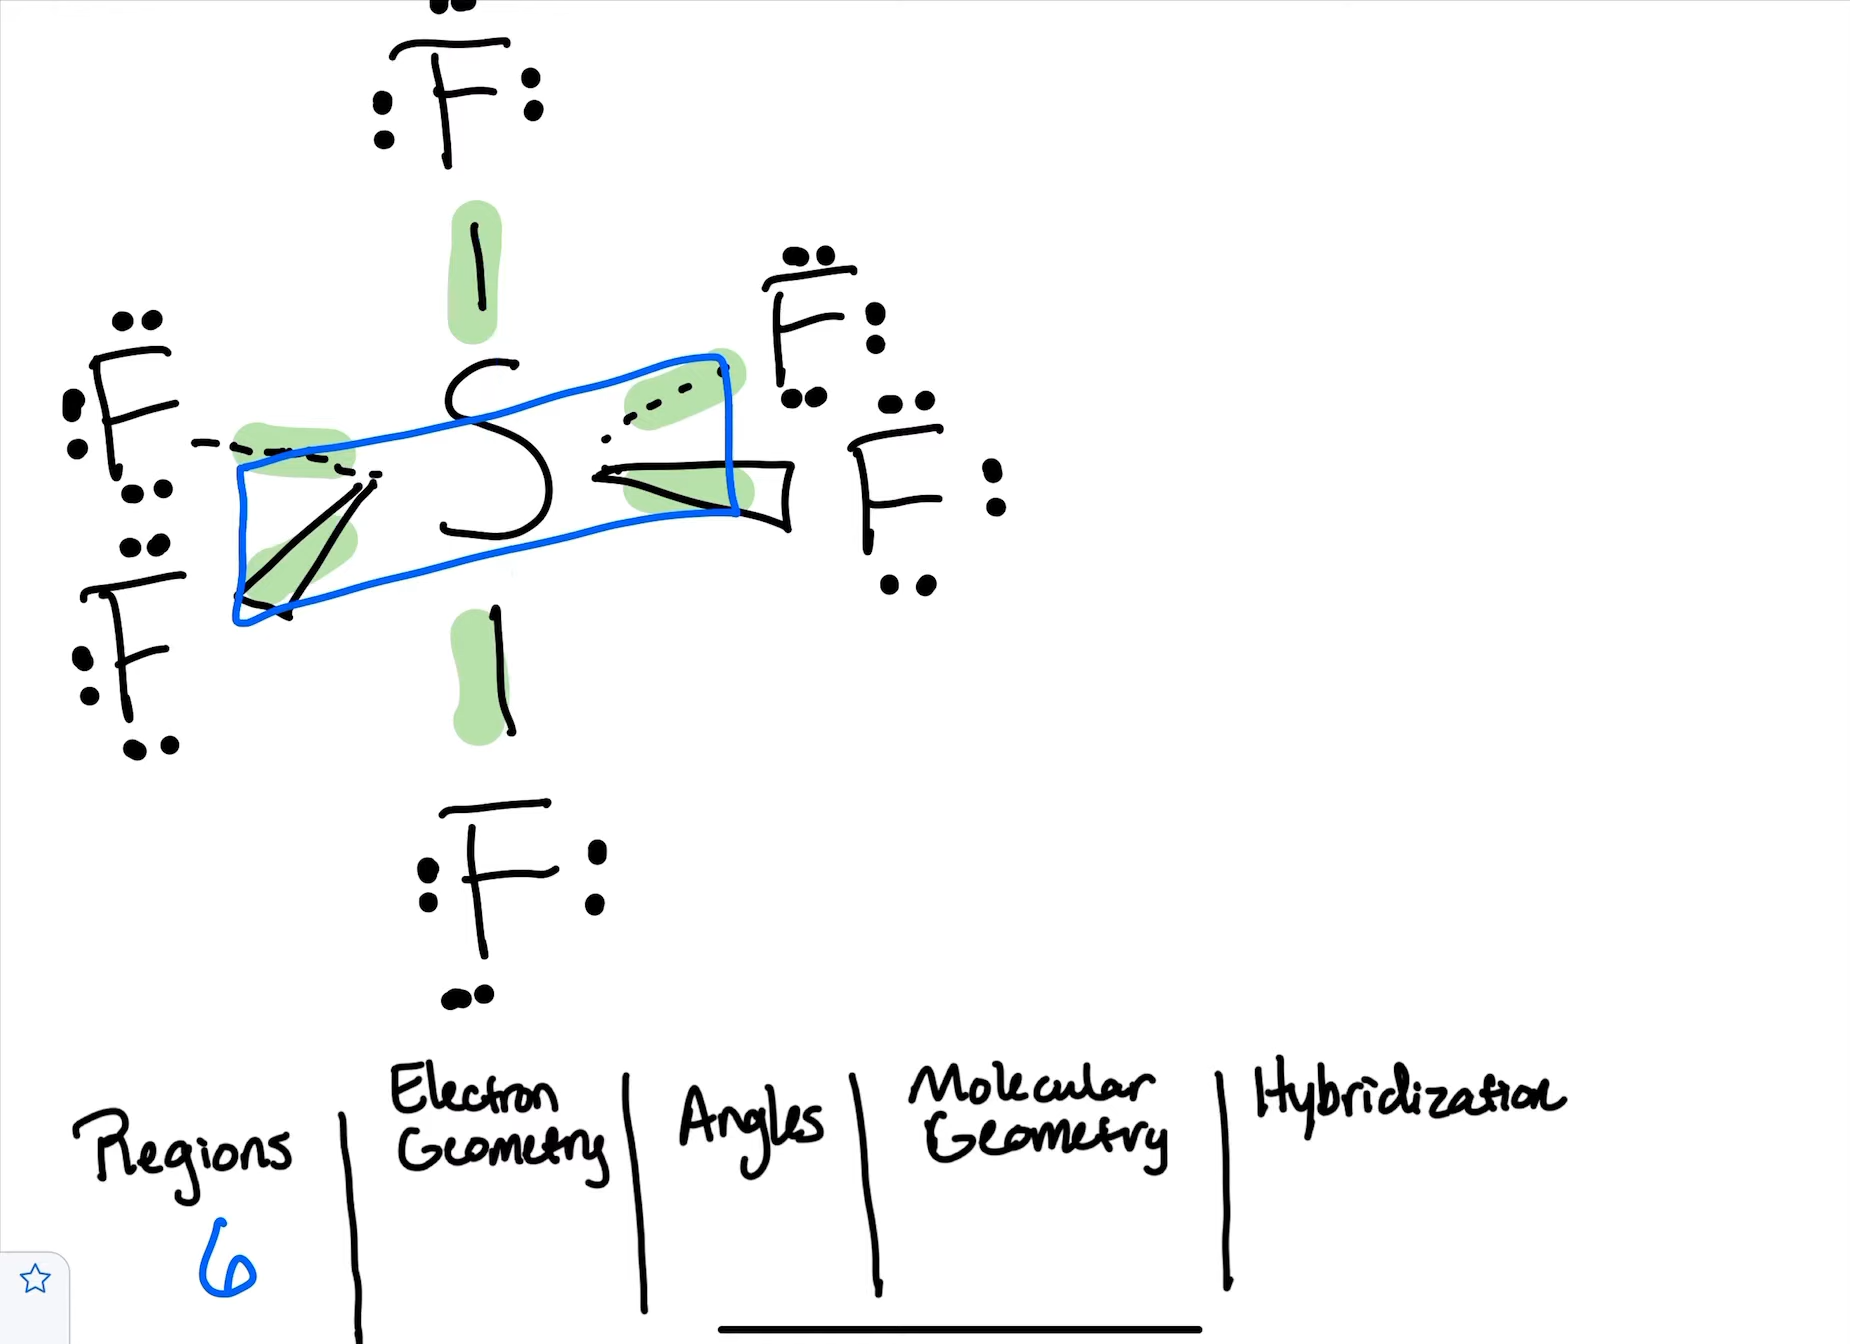 F
F
F
F
S
F
F
Regions | Electron Geometry | Angles | Molecular Geometry | Hybridization
6